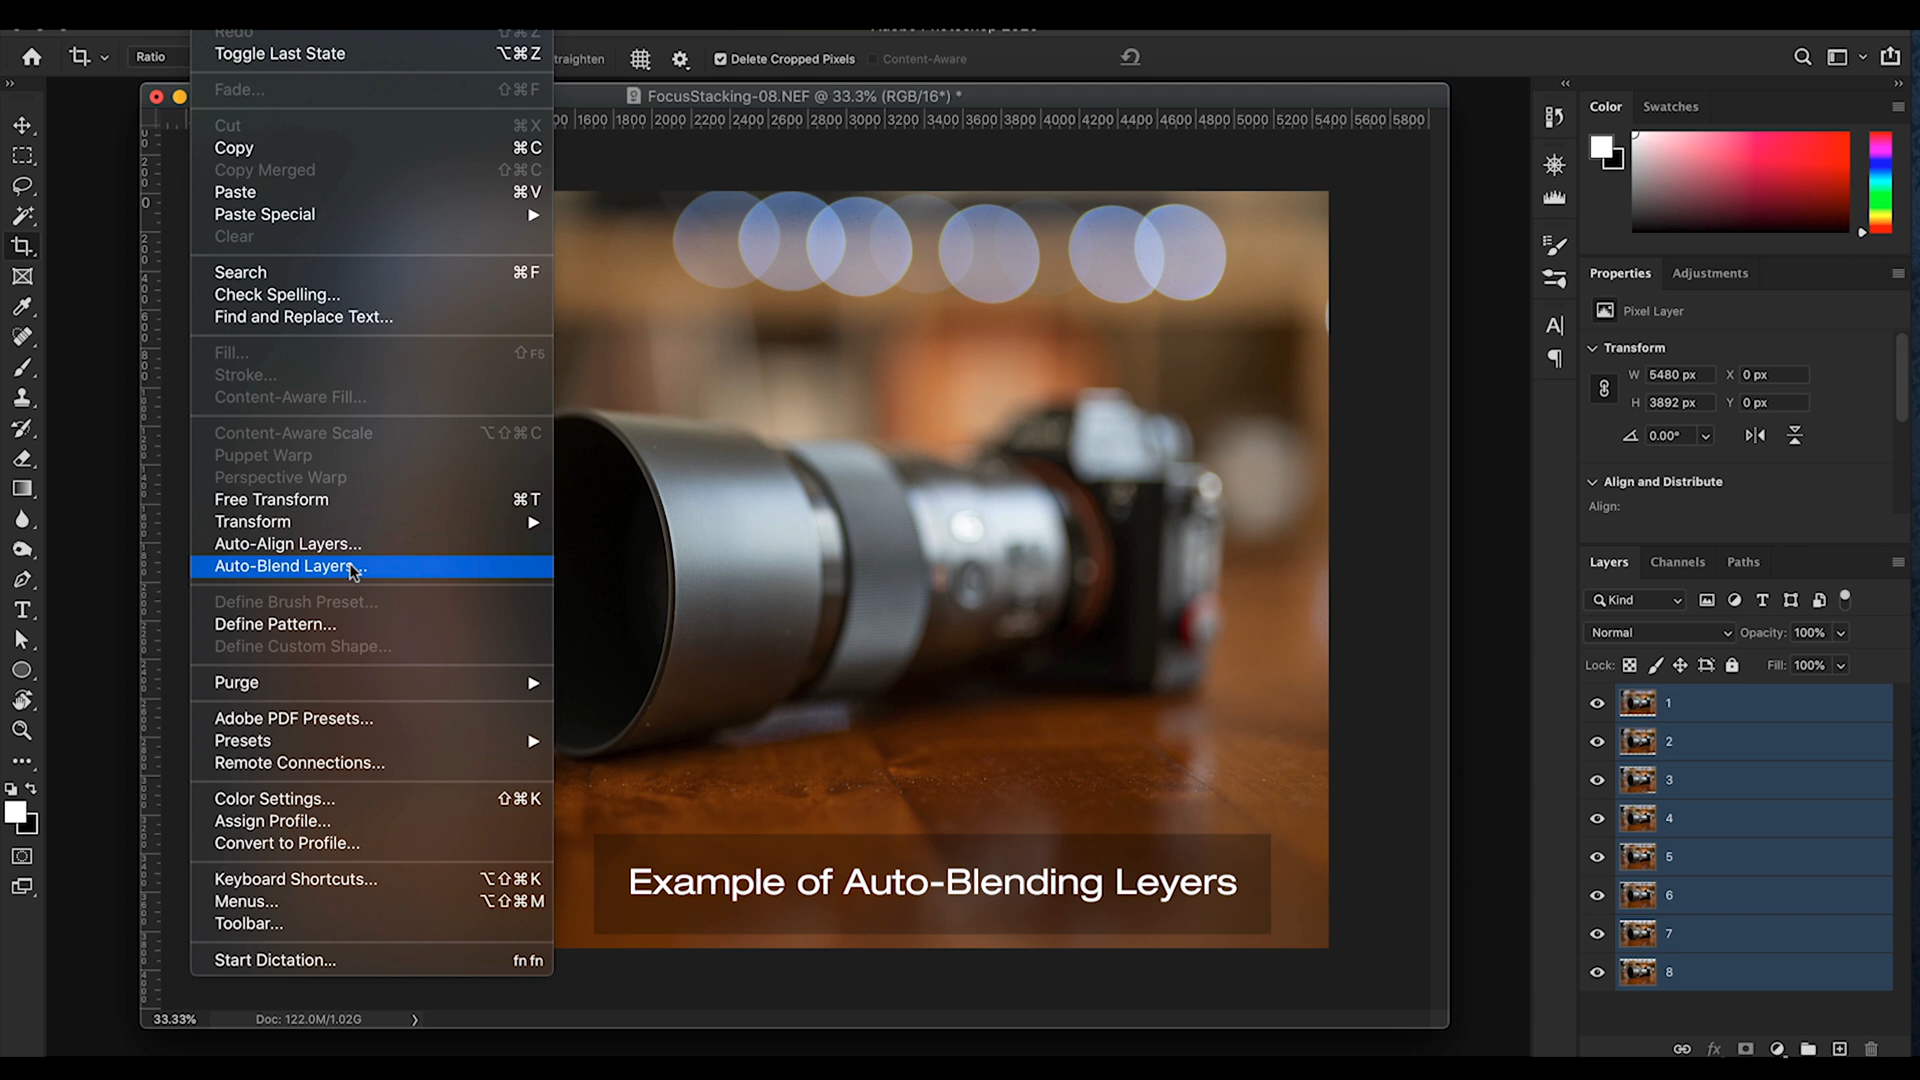 Redo ⇧⌘Z
Toggle Last State ⌥⌘Z
Fade... ⇧⌘F
Cut ⌘X
Copy ⌘C
Copy Merged ⇧⌘C
Paste ⌘V
Paste Special
Clear
Search ⌘F
Check Spelling...
Find and Replace Text...
Fill... ⇧F5
Stroke...
Content-Aware Fill...
Content-Aware Scale ⌥⇧⌘C
Puppet Warp
Perspective Warp
Free Transform ⌘T
Transform
Auto-Align Layers...
Auto-Blend Layers...
Define Brush Preset...
Define Pattern...
Define Custom Shape...
Purge
Adobe PDF Presets...
Presets
Remote Connections...
Color Settings... ⇧⌘K
Assign Profile...
Convert to Profile...
Keyboard Shortcuts... ⌥⇧⌘K
Menus... ⌥⇧⌘M
Toolbar...
Start Dictation... fn fn
Ratio
raighten
Delete Cropped Pixels
Content-Aware
FocusStacking-08.NEF @ 33.3% (RGB/16*) *
00 1600 1800 2000 2200 2400 2600 2800 3000 3200 3400 3600 3800 4000 4200 4400 4600 4800 5000 5200 5400 5600 5800
Example of Auto-Blending Leyers
33.33% Doc: 122.0M/1.02G
Color Swatches
Properties Adjustments
Pixel Layer
Transform
W 5480 px X 0 px
H 3892 px Y 0 px
0.00°
Align and Distribute
Align:
Layers Channels Paths
Kind
Normal Opacity: 100%
Lock: Fill: 100%
1
2
3
4
5
6
7
8